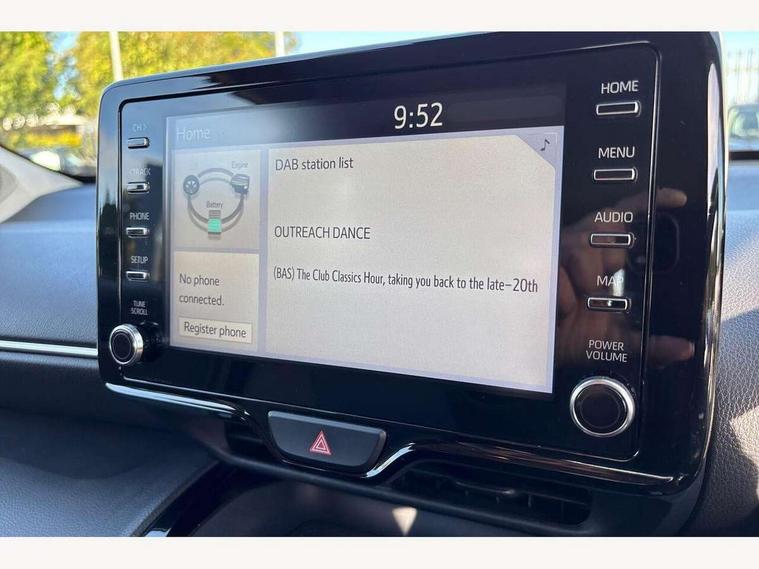 9:52
Home
Engine
Battery
No phone
connected.
Register phone
DAB station list
OUTREACH DANCE
(BAS) The Club Classics Hour, taking you back to the late-20th
CH >
<TRACK
PHONE
SETUP
TUNE
SCROLL
HOME
MENU
AUDIO
MAP
POWER
VOLUME